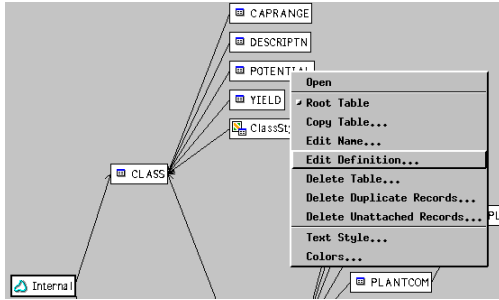 CAPRANGE
DESCRIPTN
POTENTIAL
YIELD
ClassSty
CLASS
Internal
Open
Root Table
Copy Table...
Edit Name...
Edit Definition...
Delete Table...
Delete Duplicate Records...
Delete Unattached Records...
Text Style...
Colors...
PL
PLANTCOM